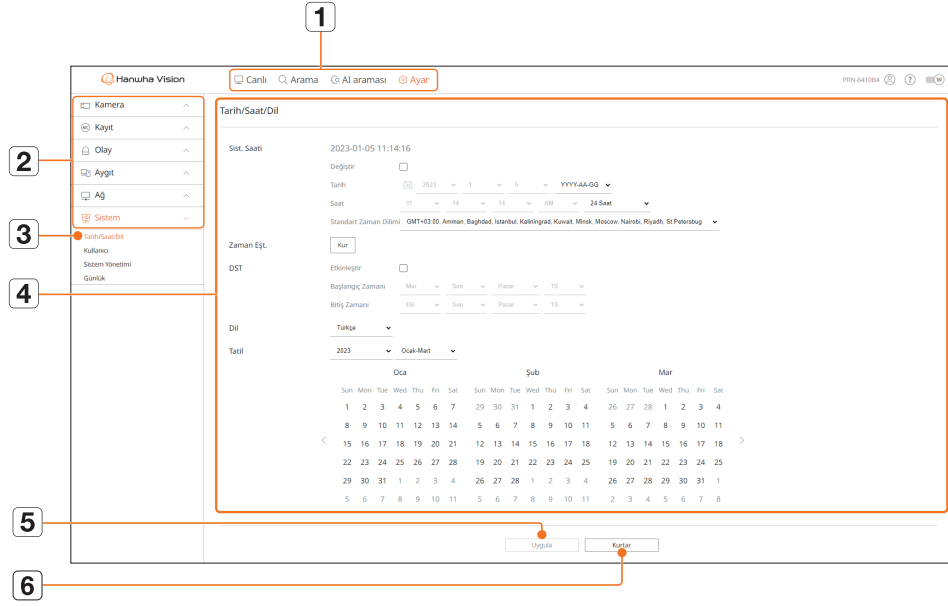 1
Hanwha Vision
Canlı Arama AI araması Ayar
PRN-6410B4 ? W
Kamera
Kayıt
Olay
Aygıt
Ağ
Sistem
Tarih/Saat/Dil
Kullanıcı
Sistem Yönetimi
Günlük
2
3
4
Tarih/Saat/Dil
Sist. Saati 2023-01-05 11:14:16
Değiştir
Tarih 2023 1 5 YYYY-AA-GG
Saat 11 14 14 AM 24 Saat
Standart Zaman Dilimi GMT+03:00, Amman, Baghdad, Istanbul, Kaliningrad, Kuwait, Minsk, Moscow, Nairobi, Riyadh, St.Petersbug
Zaman Eşt. Kur
DST Etkinleştir
Başlangıç Zamanı Mar Son Pazar 1S
Bitiş Zamanı Eki Son Pazar 1S
Dil Türkçe
Tatil 2023 Ocak-Mart
Oca Şub Mar
Sun Mon Tue Wed Thu Fri Sat Sun Mon Tue Wed Thu Fri Sat Sun Mon Tue Wed Thu Fri Sat
1 2 3 4 5 6 7 29 30 31 1 2 3 4 26 27 28 1 2 3 4
8 9 10 11 12 13 14 5 6 7 8 9 10 11 5 6 7 8 9 10 11
15 16 17 18 19 20 21 12 13 14 15 16 17 18 12 13 14 15 16 17 18
22 23 24 25 26 27 28 19 20 21 22 23 24 25 19 20 21 22 23 24 25
29 30 31 1 2 3 4 26 27 28 1 2 3 4 26 27 28 29 30 31 1
5 6 7 8 9 10 11 5 6 7 8 9 10 11 2 3 4 5 6 7 8
5
Uygula Kurtar
6